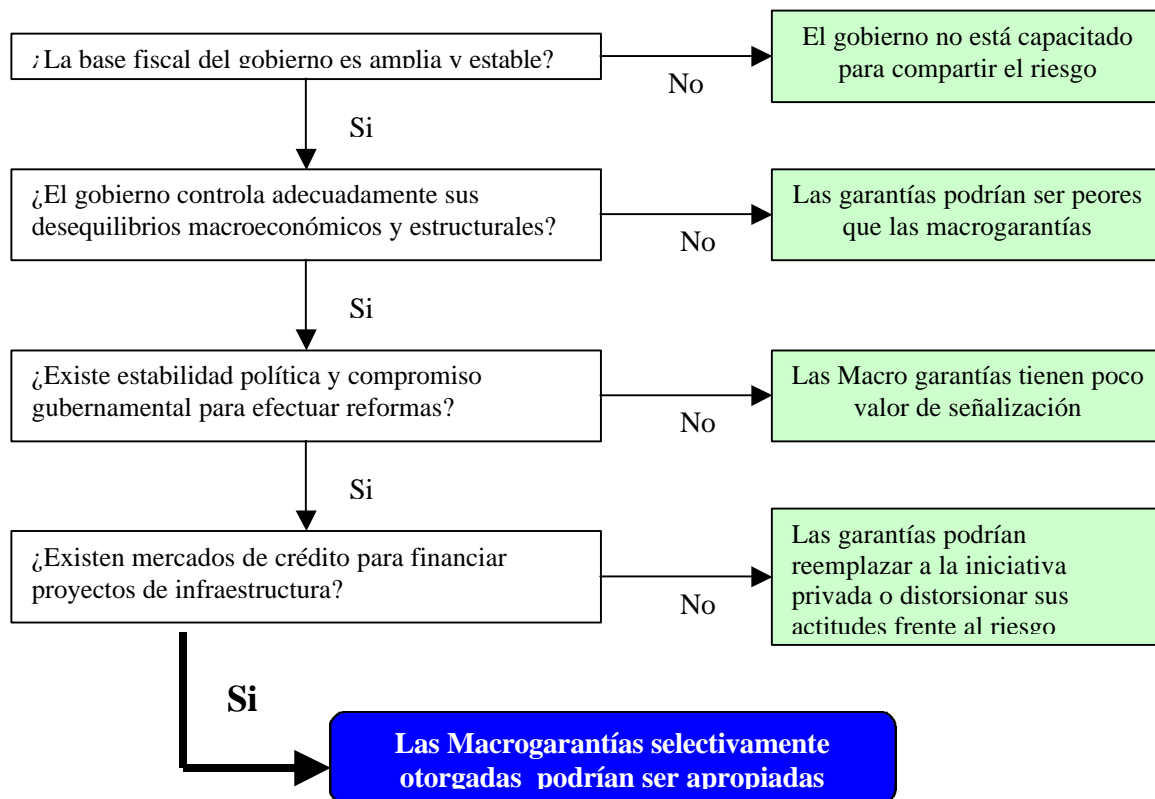 ¿La base fiscal del gobierno es amplia y estable?
El gobierno no está capacitado
para compartir el riesgo
No
Si
¿El gobierno controla adecuadamente sus
desequilibrios macroeconómicos y estructurales?
Las garantías podrían ser peores
que las macrogarantías
No
Si
¿Existe estabilidad política y compromiso
gubernamental para efectuar reformas?
Las Macro garantías tienen poco
valor de señalización
No
Si
¿Existen mercados de crédito para financiar
proyectos de infraestructura?
Las garantías podrían
reemplazar a la iniciativa
privada o distorsionar sus
actitudes frente al riesgo
No
Si
Las Macrogarantías selectivamente
otorgadas podrían ser apropiadas